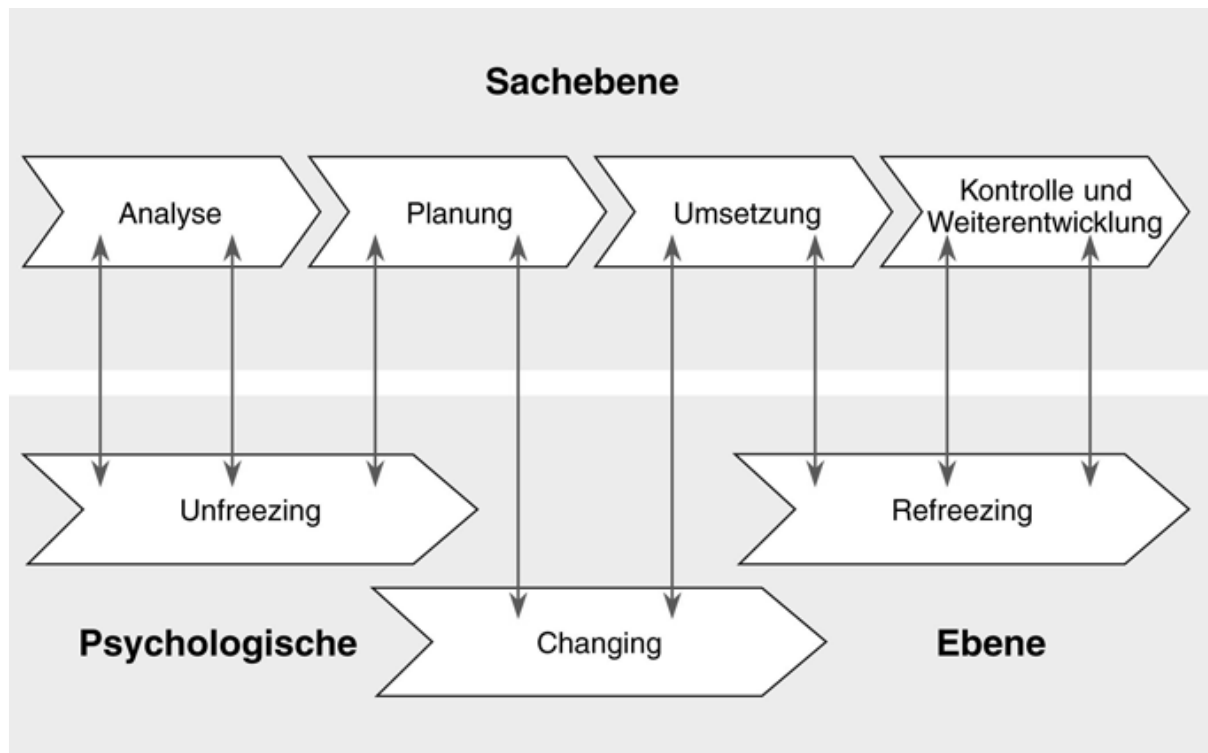 Sachebene
Analyse
Planung
Umsetzung
Kontrolle und
Weiterentwicklung
Unfreezing
Refreezing
Psychologische
Changing
Ebene